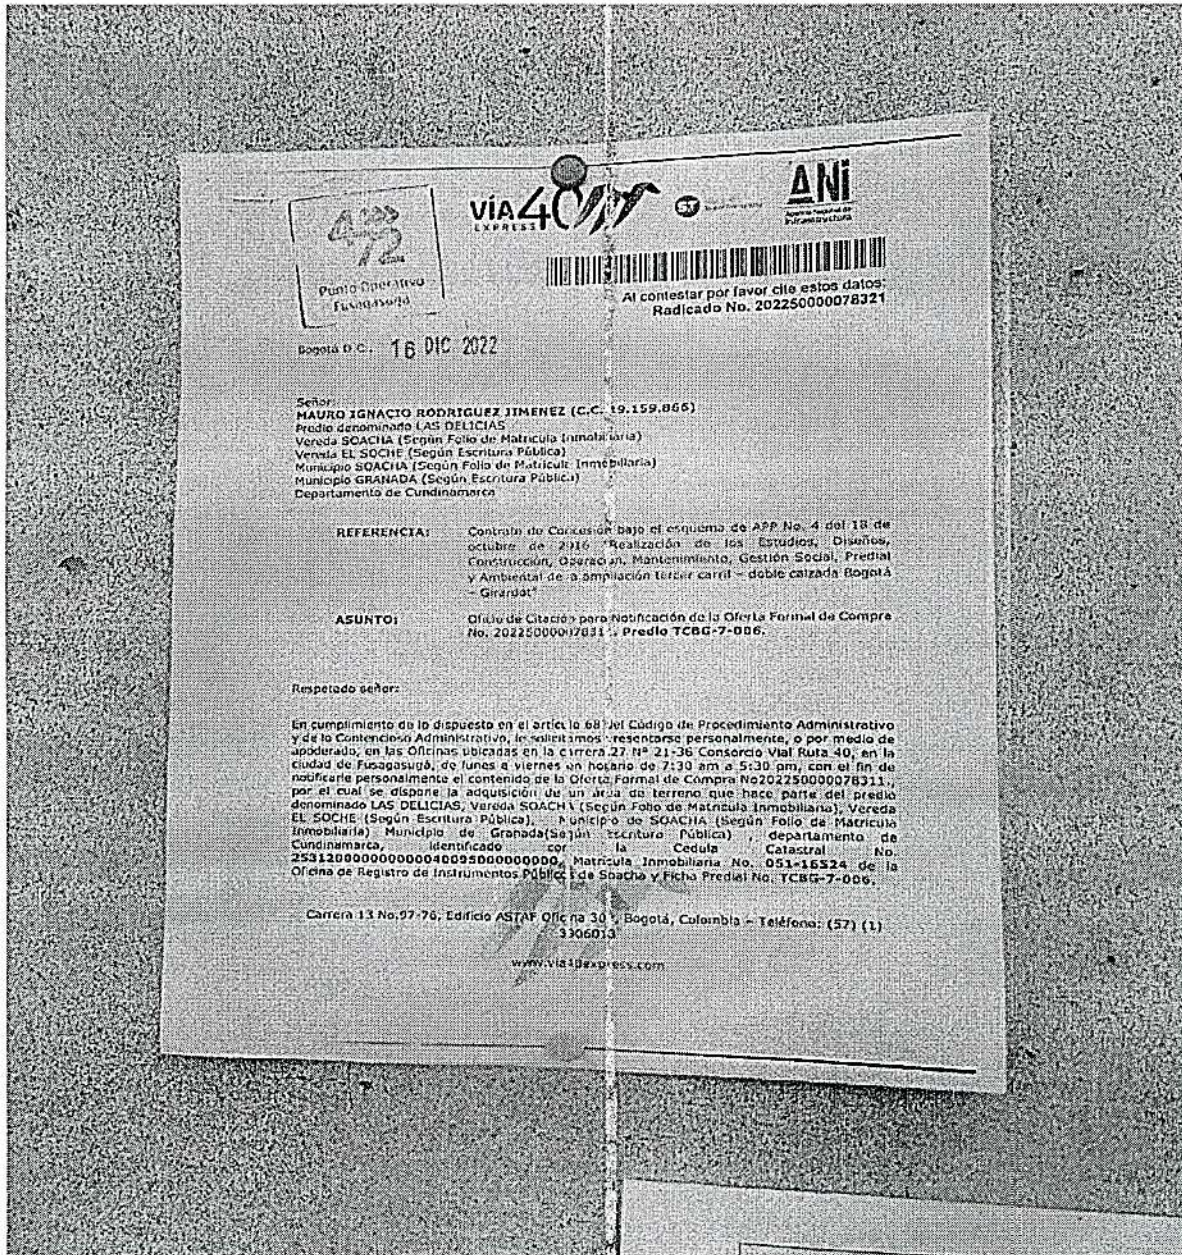 4
72
Punto Operativo
Fusagasugá
VÍA 40
EXPRESS
ANI
Agencia Nacional de
Infraestructura
Al contestar por favor cite estos datos:
Radicado No. 202250000078321
Bogotá D.C., 16 DIC 2022
Señor:
MAURO IGNACIO RODRIGUEZ JIMENEZ (C.C. 19.159.866)
Predio denominado LAS DELICIAS
Vereda SOACHA (Según Folio de Matricula Inmobiliaria)
Vereda EL SOCHE (Según Escritura Pública)
Municipio SOACHA (Según Folio de Matricula Inmobiliaria)
Municipio GRANADA (Según Escritura Pública)
Departamento de Cundinamarca
REFERENCIA: Contrato de Concesión bajo el esquema de APP No. 4 del 18 de
octubre de 2016 "Realización de los Estudios, Diseños,
Construcción, Operación, Mantenimiento, Gestión Social, Predial
y Ambiental de la ampliación tercer carril – doble calzada Bogotá
– Girardot"
ASUNTO: Oficio de Citación para Notificación de la Oferta Formal de Compra
No. 20225000007831 . Predio TCBG-7-006.
Respetado señor:
En cumplimiento de lo dispuesto en el artículo 68 del Código de Procedimiento Administrativo
y de lo Contencioso Administrativo, le solicitamos presentarse personalmente, o por medio de
apoderado, en las Oficinas ubicadas en la carrera 27 Nº 21-36 Consorcio Vial Ruta 40, en la
ciudad de Fusagasugá, de lunes a viernes en horario de 7:30 am a 5:30 pm, con el fin de
notificarle personalmente el contenido de la Oferta Formal de Compra No202250000078311,
por el cual se dispone la adquisición de un área de terreno que hace parte del predio
denominado LAS DELICIAS, Vereda SOACHA (Según Folio de Matricula Inmobiliaria), Vereda
EL SOCHE (Según Escritura Pública), Municipio de SOACHA (Según Folio de Matricula
Inmobiliaria) Municipio de Granada(Según Escritura Pública) , departamento de
Cundinamarca, identificado con la Cedula Catastral No.
Matricula Inmobiliaria No. 051-16524 de la
Oficina de Registro de Instrumentos Públicos de Soacha y Ficha Predial No. TCBG-7-006.
Carrera 13 No.97-76, Edificio ASTAF Oficina 30 , Bogotá, Colombia – Teléfono: (57) (1)
3306013
www.via40express.com